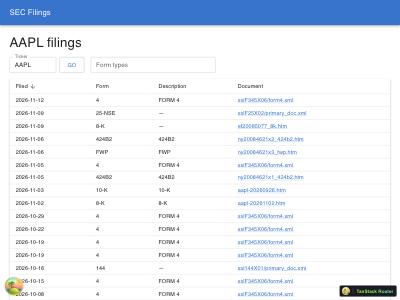 SEC Filings
AAPL filings
Ticker
AAPL GO Form types
Filed ↓ Form Description Document
2026-11-12 4 FORM 4 xslF345X06/form4.xml
2026-11-09 25-NSE — xslF25X02/primary_doc.xml
2026-11-09 8-K — ef20085077_8k.htm
2026-11-06 424B2 424B2 ny20084621x2_424b2.htm
2026-11-06 FWP FWP ny20084621x3_fwp.htm
2026-11-05 4 FORM 4 xslF345X06/form4.xml
2026-11-05 424B2 424B2 ny20084621x1_424b2.htm
2026-11-03 10-K 10-K aapl-20260926.htm
2026-11-02 8-K 8-K aapl-20261102.htm
2026-10-29 4 FORM 4 xslF345X06/form4.xml
2026-10-22 4 FORM 4 xslF345X06/form4.xml
2026-10-19 4 FORM 4 xslF345X06/form4.xml
2026-10-19 4 FORM 4 xslF345X06/form4.xml
2026-10-16 144 — xsl144X01/primary_doc.xml
2026-10-15 4 FORM 4 xslF345X06/form4.xml
2026-10-08 4 FORM 4 xslF345X06/form4.xml
TanStack Router